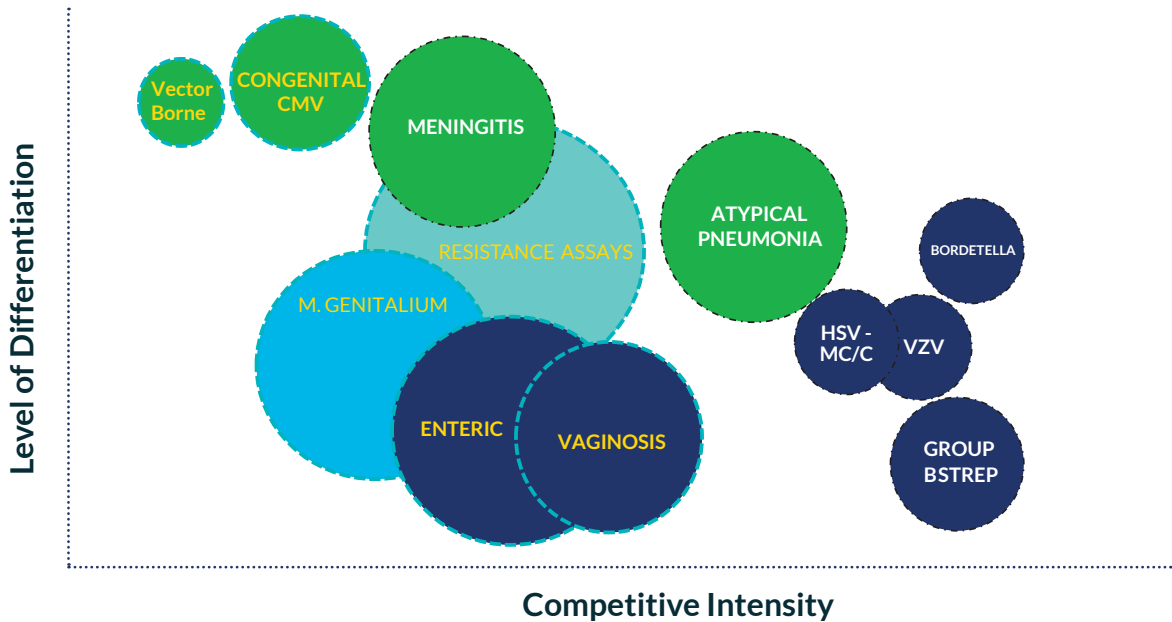 Level of Differentiation
Vector
Borne
CONGENITAL
CMV
MENINGITIS
RESISTANCE ASSAYS
M. GENITALIUM
ENTERIC
VAGINOSIS
ATYPICAL
PNEUMONIA
BORDETELLA
HSV -
MC/C
VZV
GROUP
BSTREP
Competitive Intensity